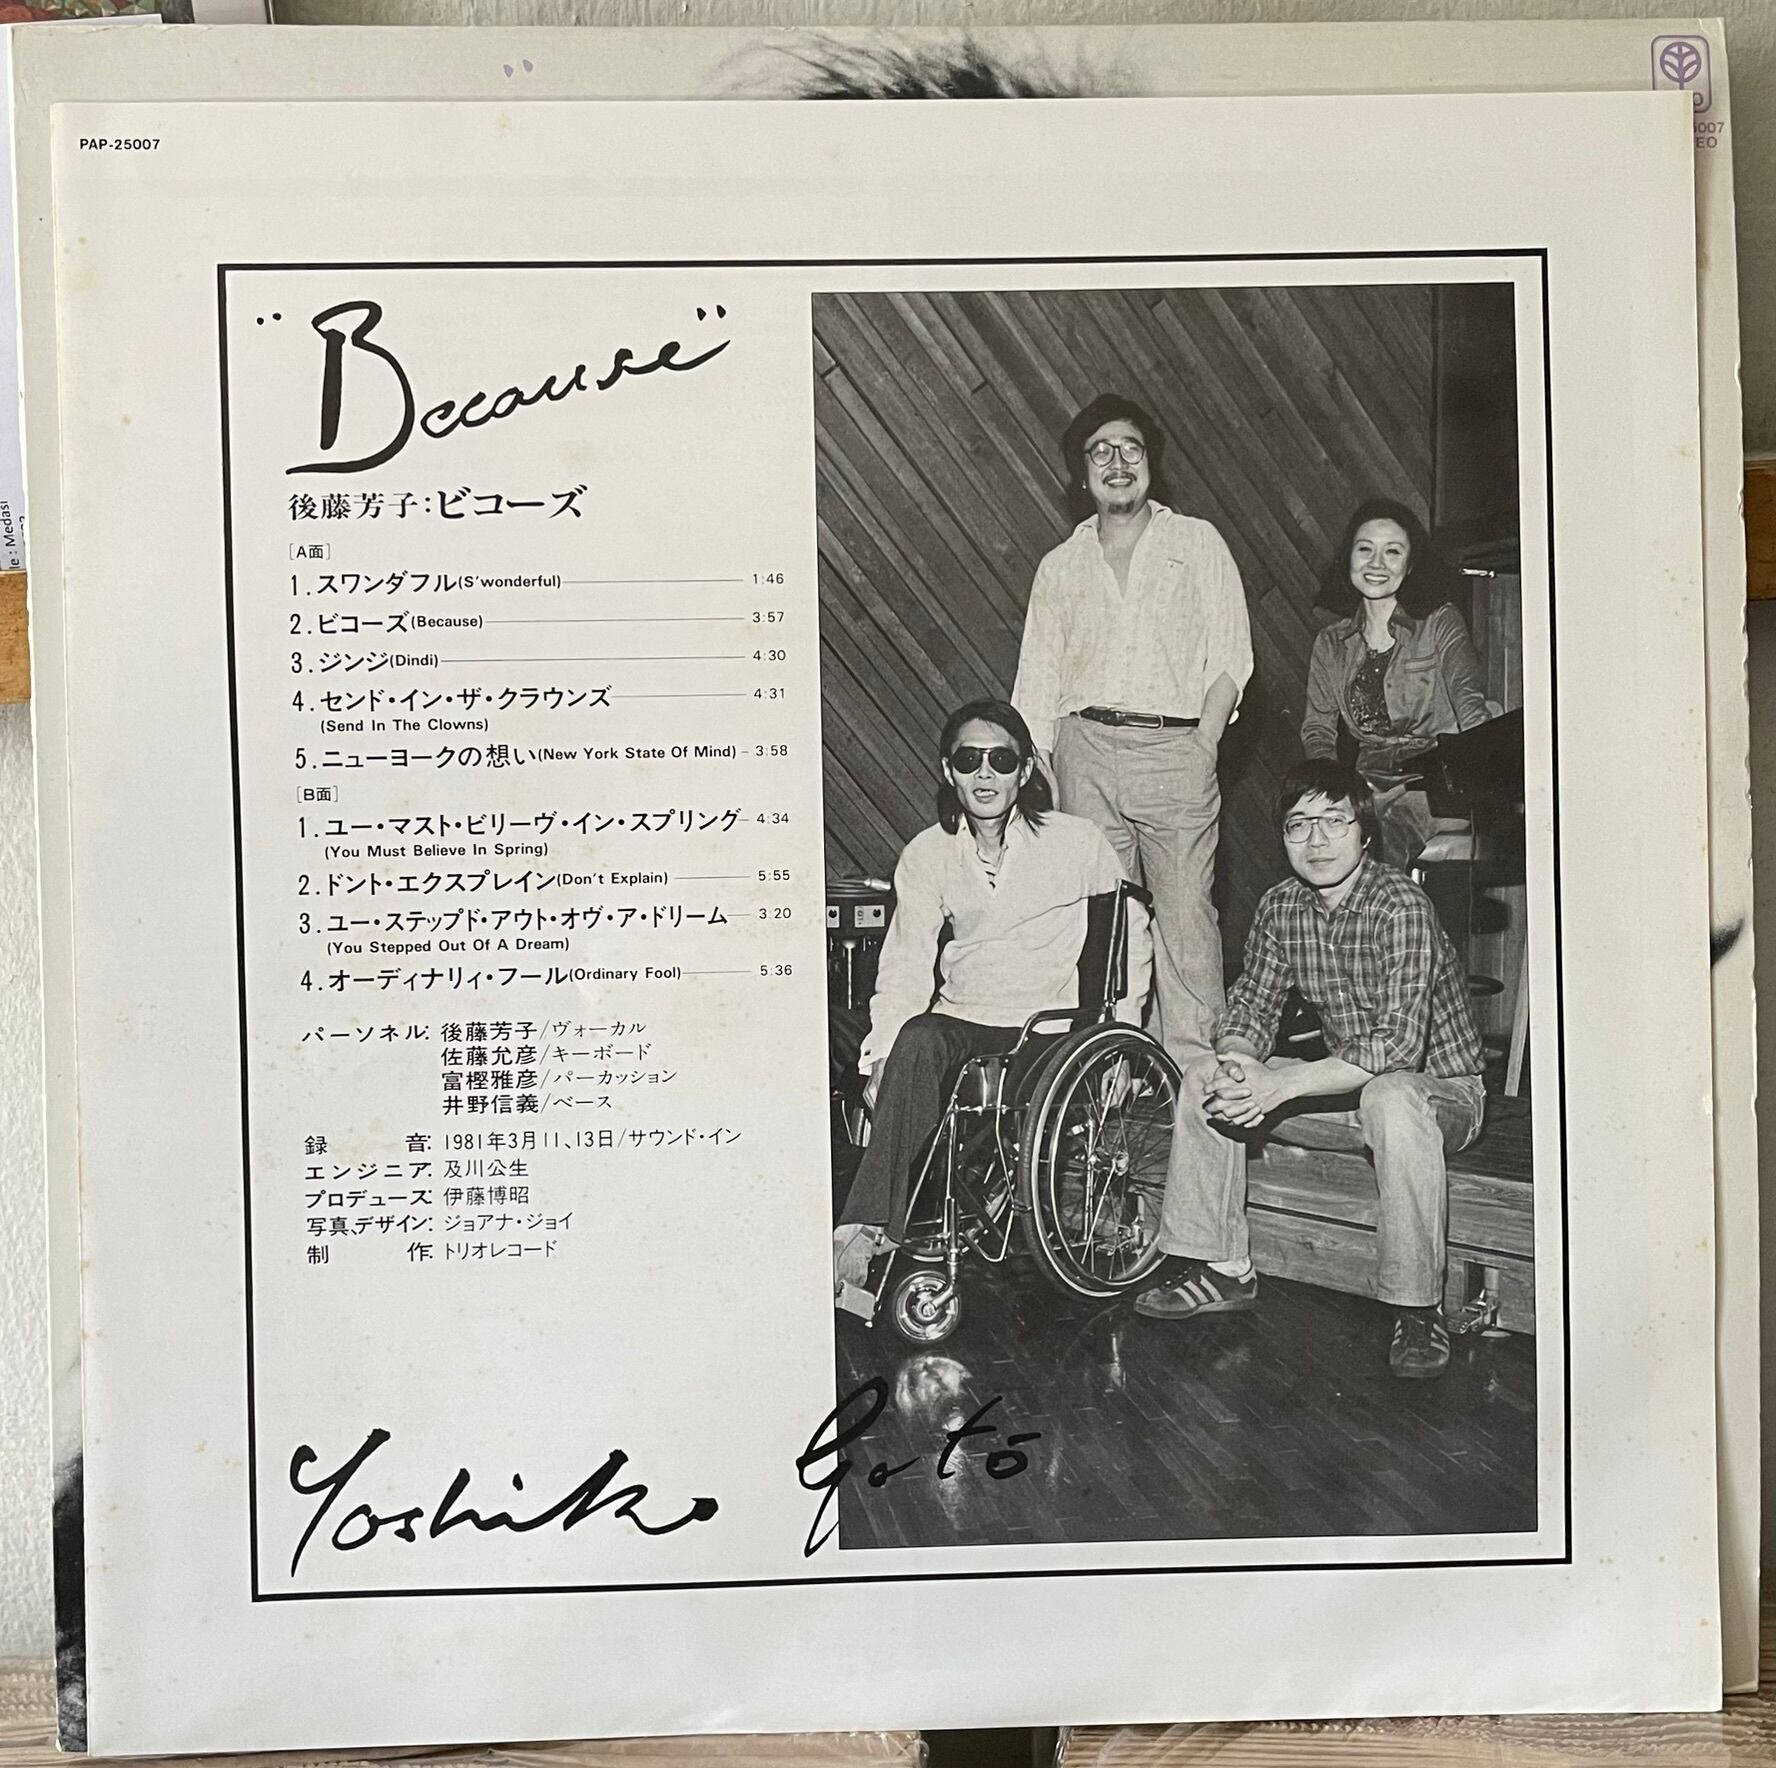 PAP-25007
"Because"
後藤芳子:ビコーズ
[A面]
1.スワンダフル(S'wonderful) 1:46
2.ビコーズ(Because) 3:57
3.ジンジ(Dindi) 4:30
4.センド・イン・ザ・クラウンズ 4:31
(Send In The Clowns)
5.ニューヨークの想い(New York State Of Mind) 3:58
[B面]
1.ユー・マスト・ビリーヴ・イン・スプリング 4:34
(You Must Believe In Spring)
2.ドント・エクスプレイン(Don't Explain) 5:55
3.ユー・ステップド・アウト・オヴ・ア・ドリーム 3:20
(You Stepped Out Of A Dream)
4.オーディナリィ・フール(Ordinary Fool) 5:36
パーソネル: 後藤芳子/ヴォーカル
佐藤允彦/キーボード
富樫雅彦/パーカッション
井野信義/ベース
録音: 1981年3月11、13日/サウンド・イン
エンジニア: 及川公生
プロデュース: 伊藤博昭
写真、デザイン: ジョアナ・ジョイ
制作: トリオレコード
Yoshiko Gotō
5007
EO
le : Medasi